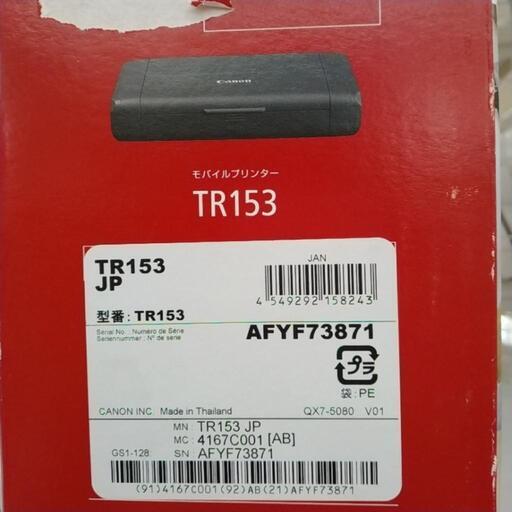 Canon
モバイルプリンター
TR153
TR153
JP
JAN
4 549292 158243
型番: TR153
Serial No. : Numéro de Série
Seriennummer : Nº de serie
AFYF73871
プラ
袋: PE
CANON INC. Made in Thailand QX7-5080 V01
MN: TR153 JP
MC: 4167C001 [AB]
GS1-128: SN: AFYF73871
(91)4167C001(92)AB(21)AFYF73871